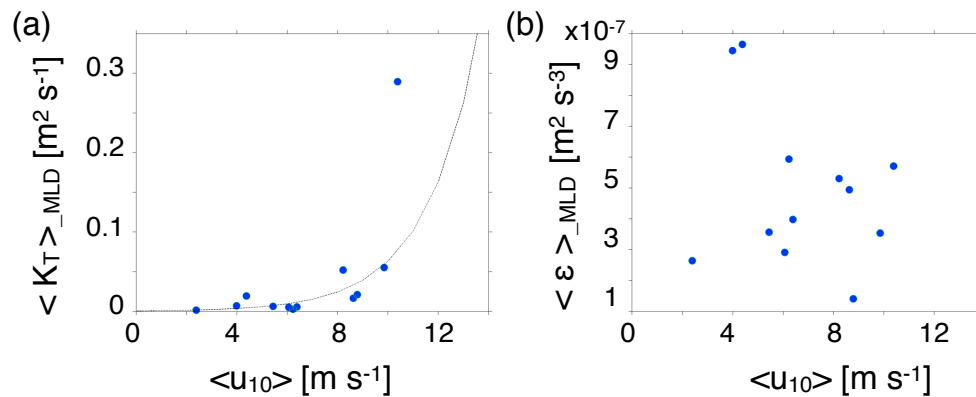 (a)
< K_T >_MLD [m² s⁻¹]
0.3
0.2
0.1
0
0 4 8 12
<u₁₀> [m s⁻¹]
(b)
x10⁻⁷
< ε >_MLD [m² s⁻³]
9
7
5
3
1
0 4 8 12
<u₁₀> [m s⁻¹]